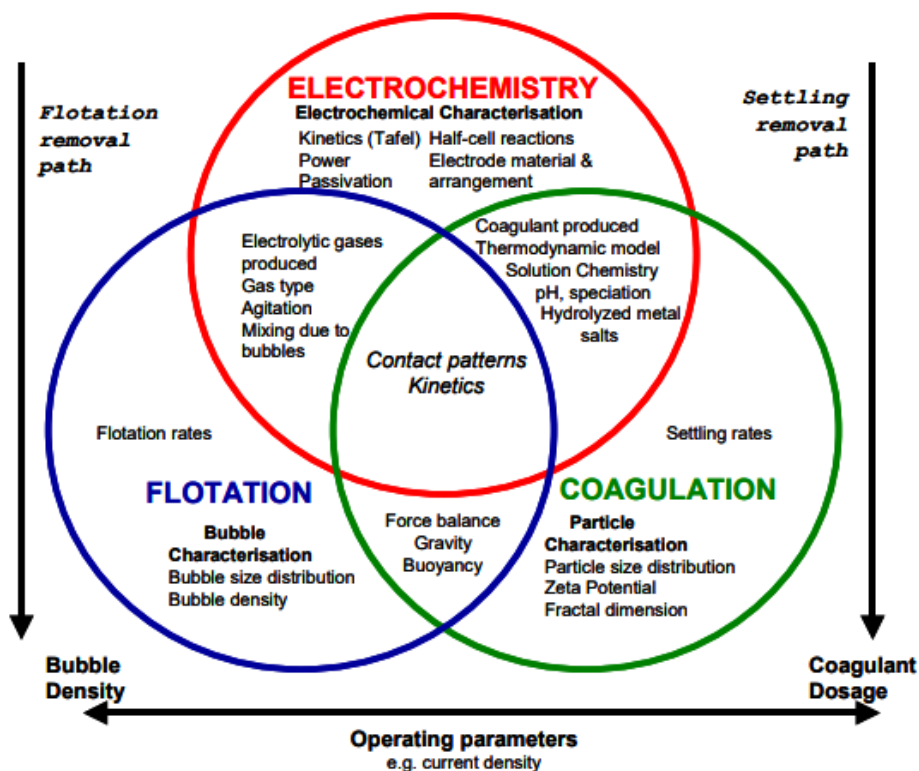 Flotation
removal
path
Settling
removal
path
ELECTROCHEMISTRY
Electrochemical Characterisation
Kinetics (Tafel) Half-cell reactions
Power Electrode material &
Passivation arrangement
Electrolytic gases
produced
Gas type
Agitation
Mixing due to
bubbles
Coagulant produced
Thermodynamic model
Solution Chemistry
pH, speciation
Hydrolyzed metal
salts
Contact patterns
Kinetics
Flotation rates
Settling rates
FLOTATION
Bubble
Characterisation
Bubble size distribution
Bubble density
Force balance
Gravity
Buoyancy
COAGULATION
Particle
Characterisation
Particle size distribution
Zeta Potential
Fractal dimension
Bubble
Density
Coagulant
Dosage
Operating parameters
e.g. current density